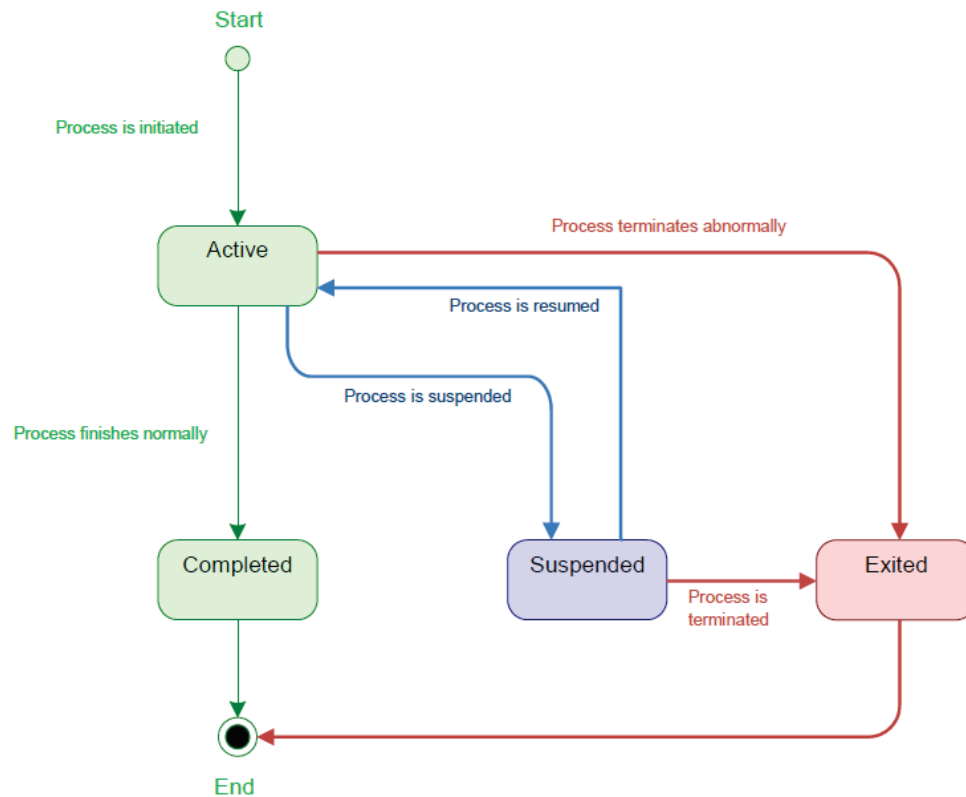 Start
Process is initiated
Process terminates abnormally
Active
Process is resumed
Process is suspended
Process finishes normally
Completed
Suspended
Exited
Process is
terminated
End